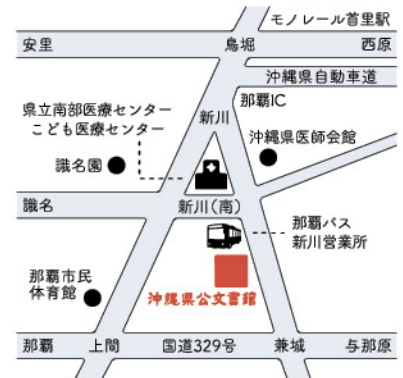 モノレール首里駅
安里
鳥堀
西原
沖縄県自動車道
那覇IC
新川
県立南部医療センター
こども医療センター
沖縄県医師会館
識名園
識名
新川(南)
那覇バス
新川営業所
那覇市民
体育館
沖縄県公文書館
那覇
上間
国道329号
兼城
与那原